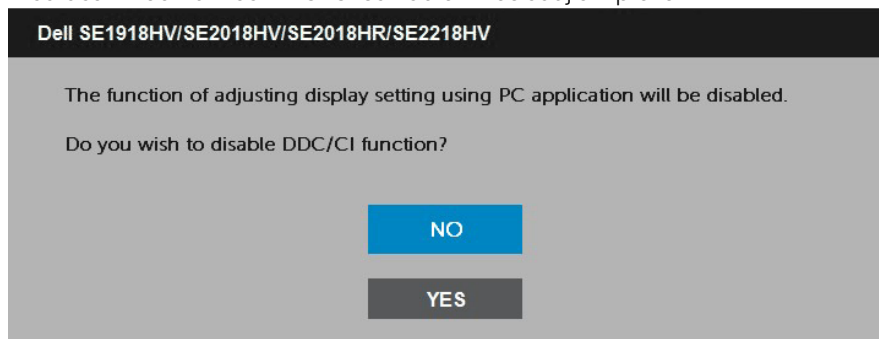 Dell SE1918HV/SE2018HV/SE2018HR/SE2218HV
The function of adjusting display setting using PC application will be disabled.
Do you wish to disable DDC/CI function?
NO
YES